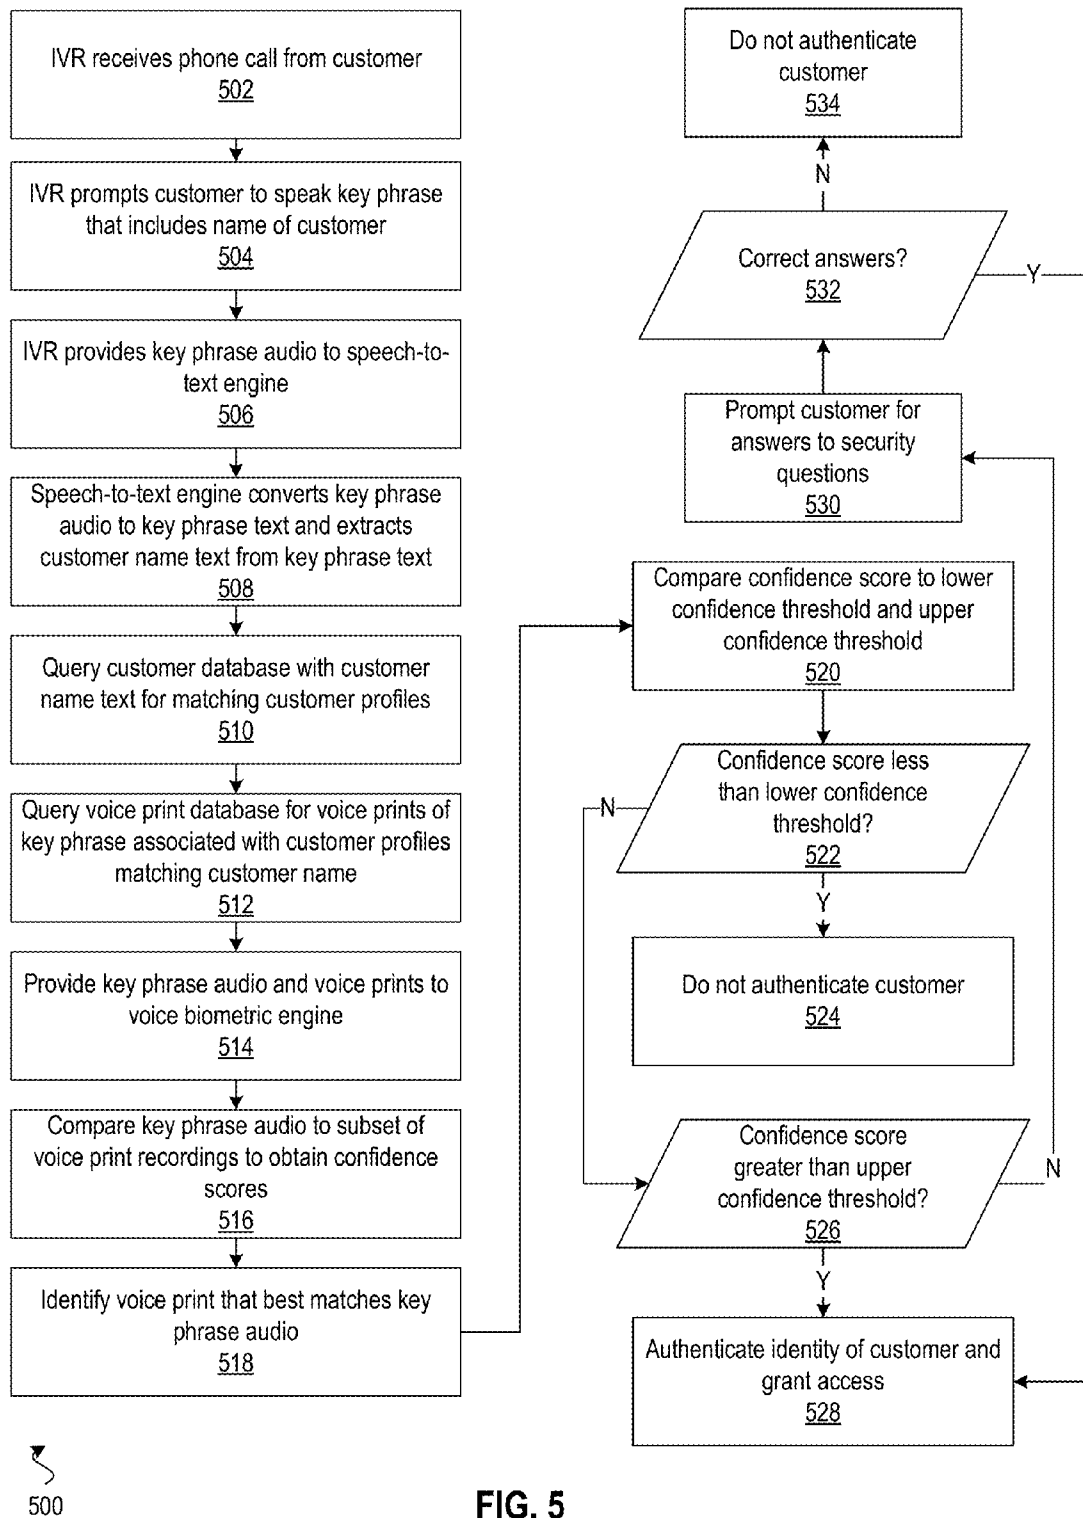 IVR receives phone call from customer
502
IVR prompts customer to speak key phrase
that includes name of customer
504
IVR provides key phrase audio to speech-to-
text engine
506
Speech-to-text engine converts key phrase
audio to key phrase text and extracts
customer name text from key phrase text
508
Query customer database with customer
name text for matching customer profiles
510
Query voice print database for voice prints of
key phrase associated with customer profiles
matching customer name
512
Provide key phrase audio and voice prints to
voice biometric engine
514
Compare key phrase audio to subset of
voice print recordings to obtain confidence
scores
516
Identify voice print that best matches key
phrase audio
518
Do not authenticate
customer
534
N
Correct answers?
532
Y
Prompt customer for
answers to security
questions
530
Compare confidence score to lower
confidence threshold and upper
confidence threshold
520
Confidence score less
than lower confidence
threshold?
522
N
Y
Do not authenticate customer
524
Confidence score
greater than upper
confidence threshold?
526
N
Y
Authenticate identity of customer and
grant access
528
500
FIG. 5